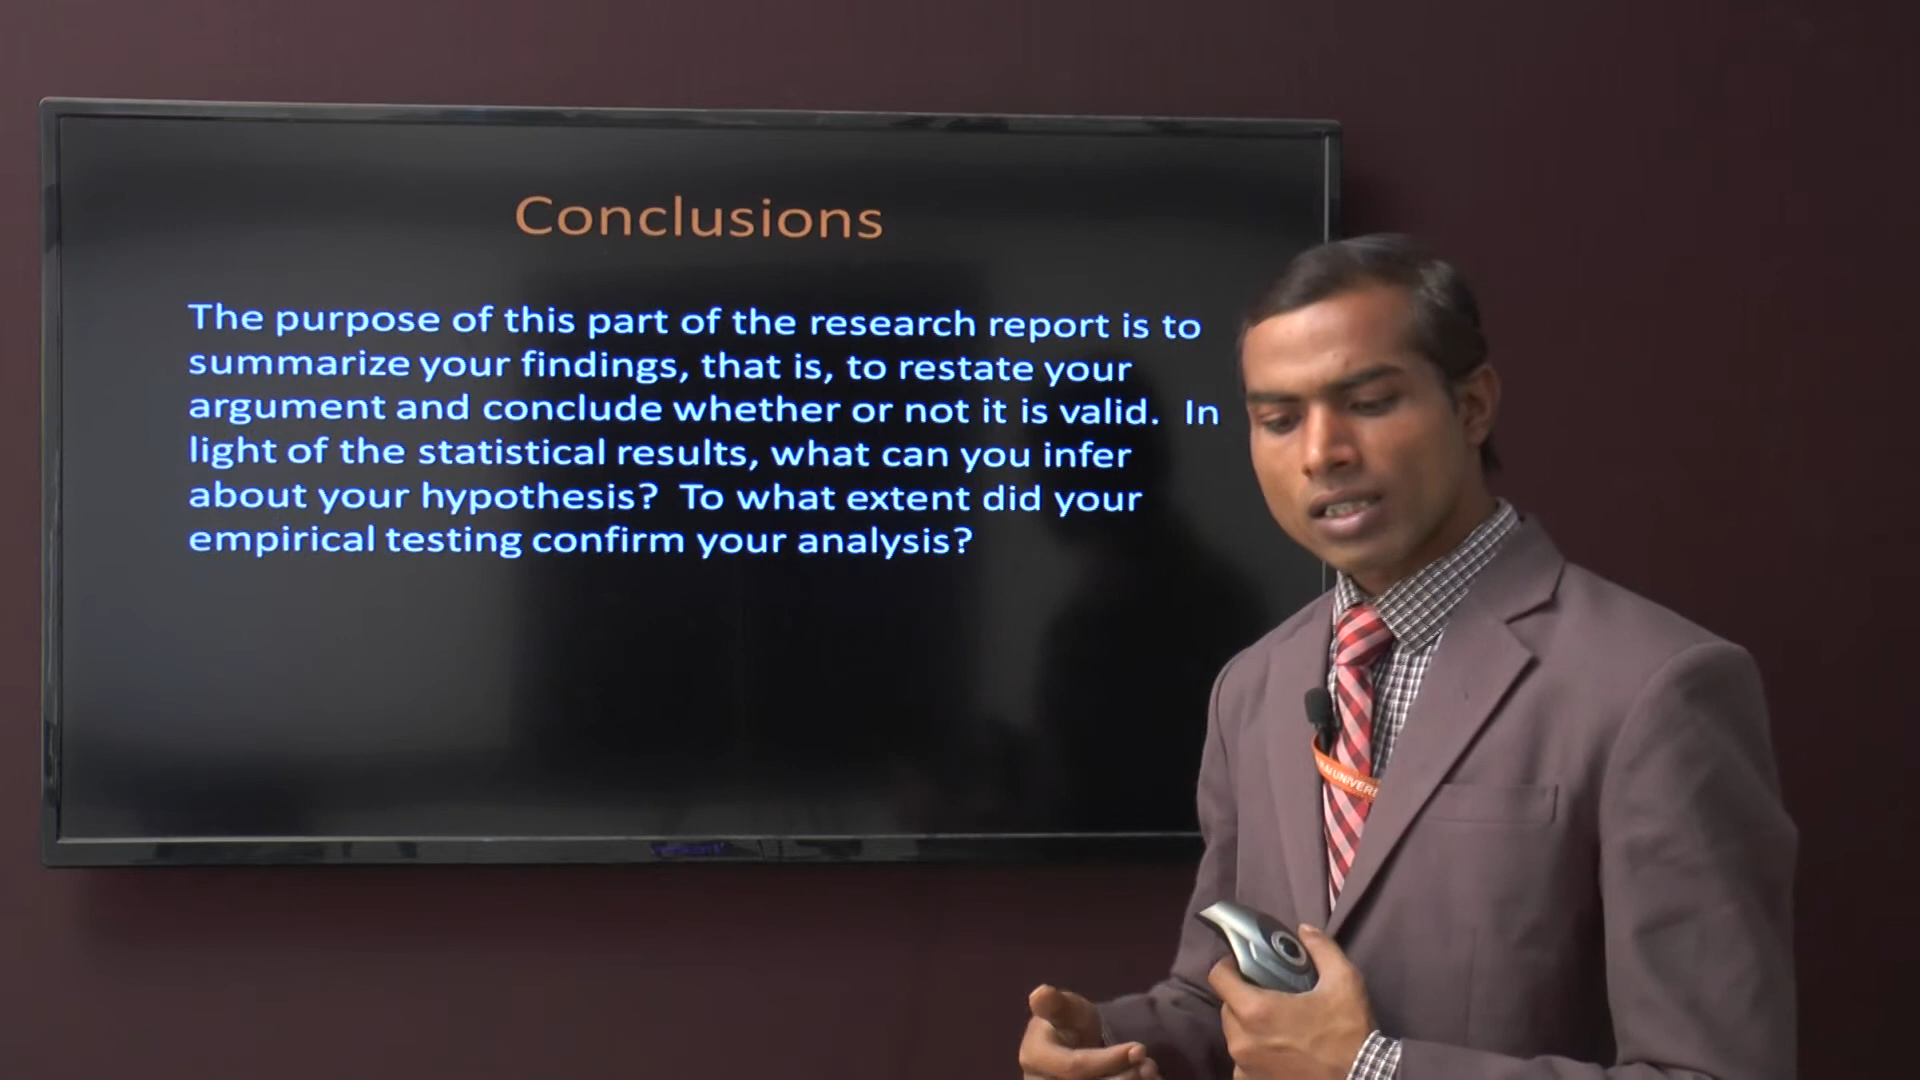 Conclusions
The purpose of this part of the research report is to
summarize your findings, that is, to restate your
argument and conclude whether or not it is valid.  In
light of the statistical results, what can you infer
about your hypothesis?  To what extent did your
empirical testing confirm your analysis?